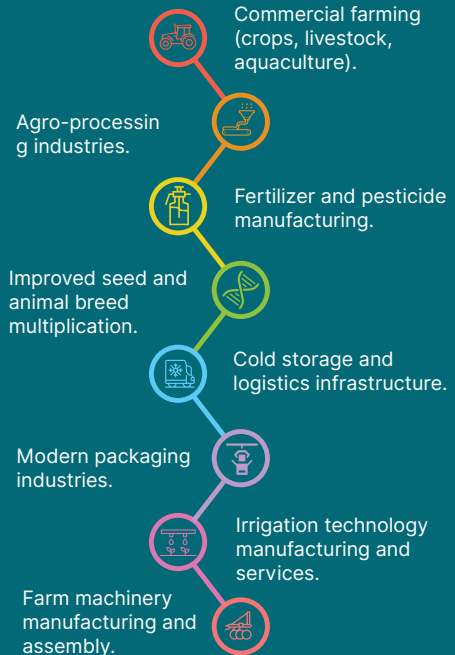 Commercial farming
(crops, livestock,
aquaculture).
Agro-processin
g industries.
Fertilizer and pesticide
manufacturing.
Improved seed and
animal breed
multiplication.
Cold storage and
logistics infrastructure.
Modern packaging
industries.
Irrigation technology
manufacturing and
services.
Farm machinery
manufacturing and
assembly.